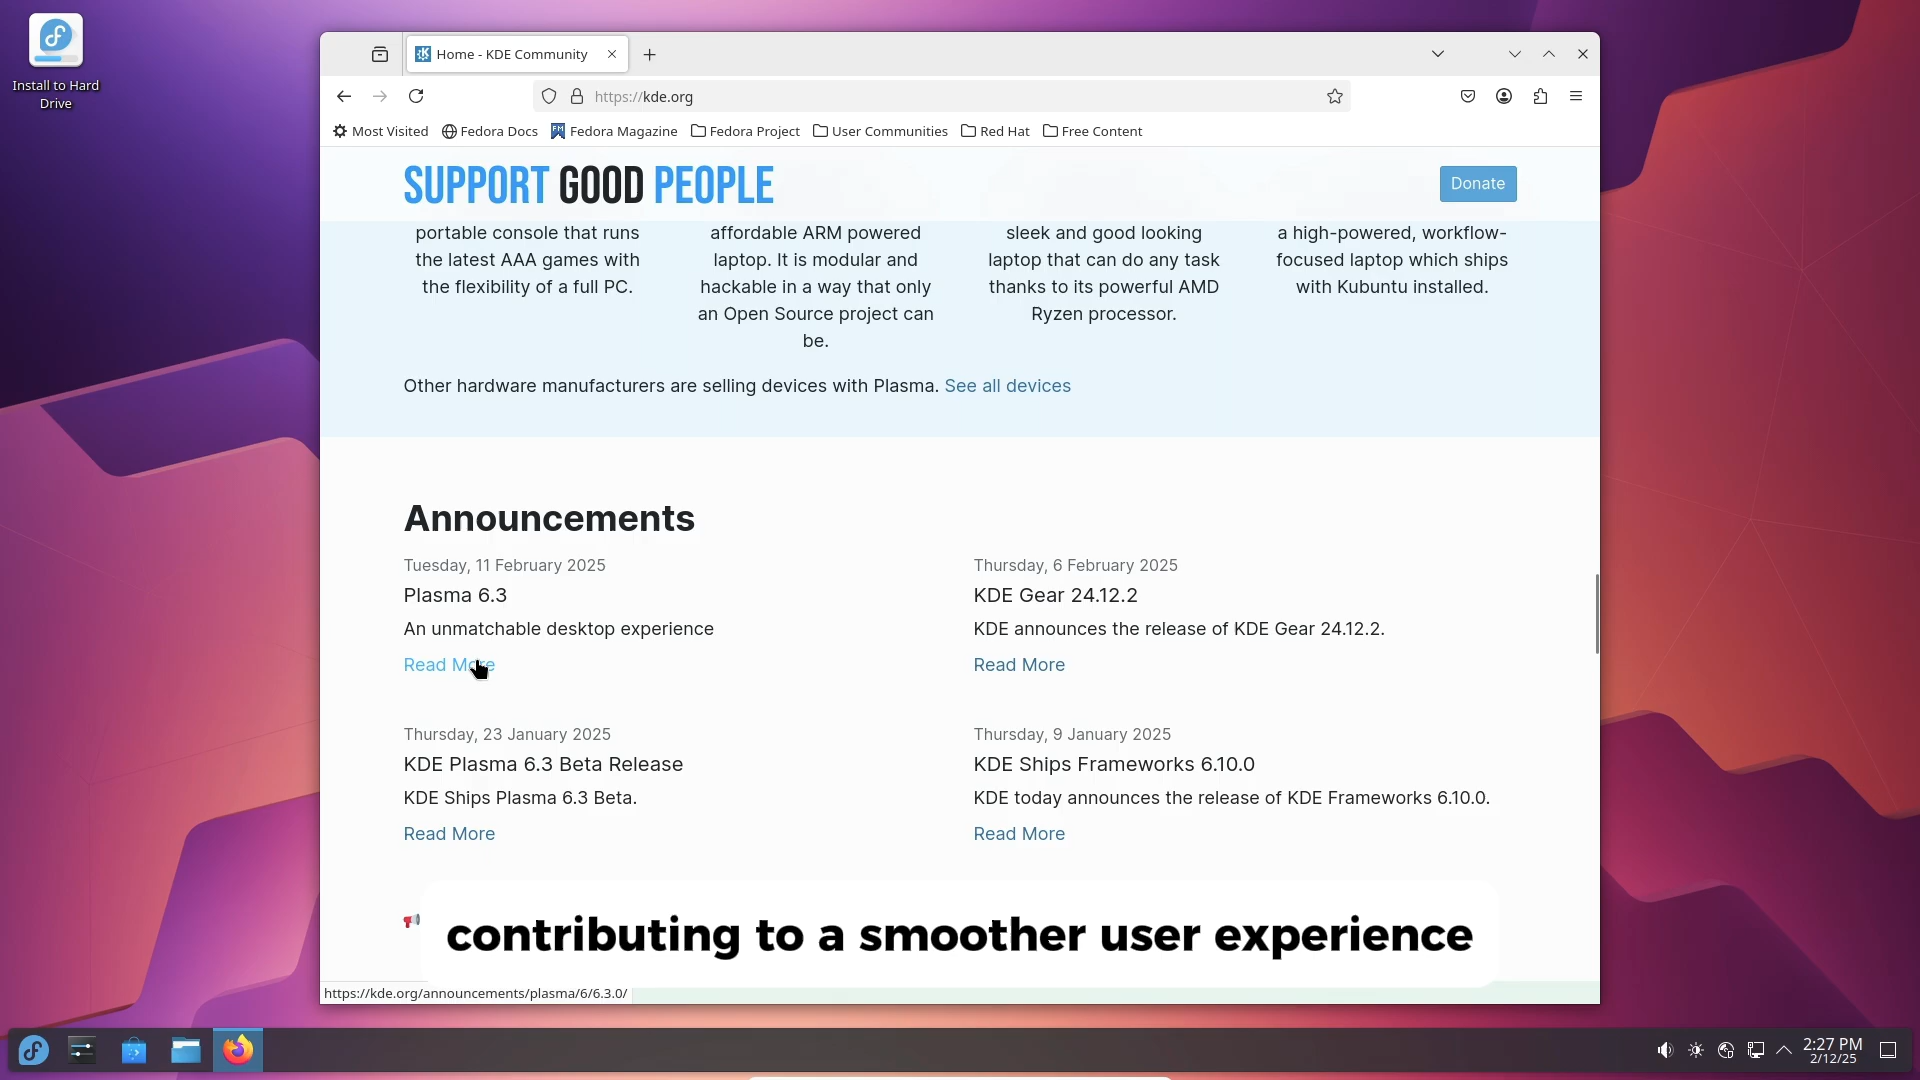 Install to Hard
Drive
Home - KDE Community
https://kde.org
Most Visited
Fedora Docs
Fedora Magazine
Fedora Project
User Communities
Red Hat
Free Content
SUPPORT GOOD PEOPLE
Donate
portable console that runs
the latest AAA games with
the flexibility of a full PC.
affordable ARM powered
laptop. It is modular and
hackable in a way that only
an Open Source project can
be.
sleek and good looking
laptop that can do any task
thanks to its powerful AMD
Ryzen processor.
a high-powered, workflow-
focused laptop which ships
with Kubuntu installed.
Other hardware manufacturers are selling devices with Plasma. See all devices
Announcements
Tuesday, 11 February 2025
Plasma 6.3
An unmatchable desktop experience
Read More
Thursday, 6 February 2025
KDE Gear 24.12.2
KDE announces the release of KDE Gear 24.12.2.
Read More
Thursday, 23 January 2025
KDE Plasma 6.3 Beta Release
KDE Ships Plasma 6.3 Beta.
Read More
Thursday, 9 January 2025
KDE Ships Frameworks 6.10.0
KDE today announces the release of KDE Frameworks 6.10.0.
Read More
contributing to a smoother user experience
https://kde.org/announcements/plasma/6/6.3.0/
2:27 PM
2/12/25